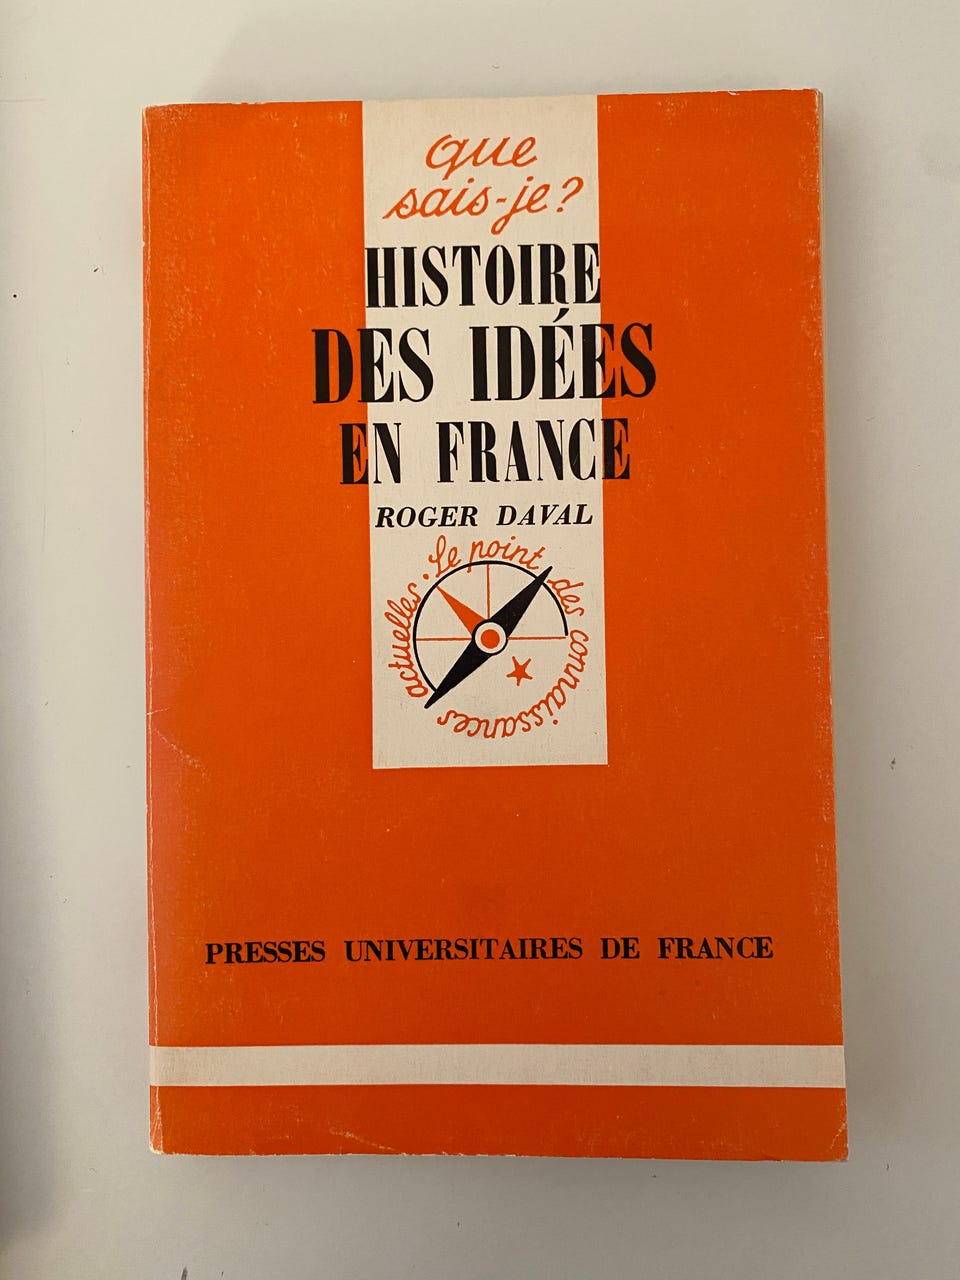 que
sais-je?
HISTOIRE
DES IDÉES
EN FRANCE
ROGER DAVAL
Le point des connaissances actuelles.
PRESSES UNIVERSITAIRES DE FRANCE